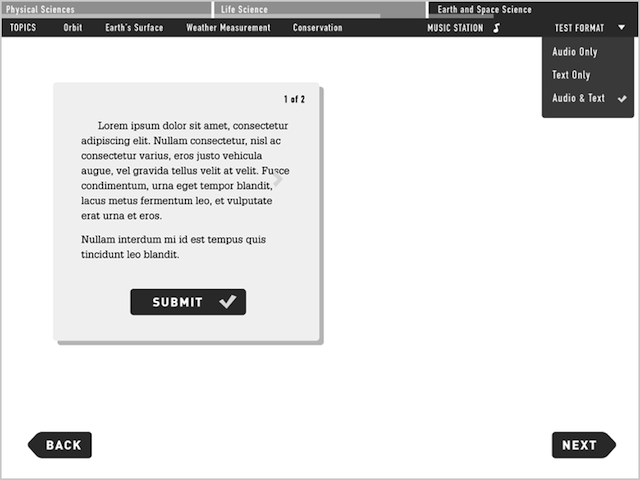 Physical Sciences
Life Science
Earth and Space Science
TOPICS Orbit Earth's Surface Weather Measurement Conservation MUSIC STATION TEST FORMAT
Audio Only
Text Only
Audio & Text
1 of 2
Lorem ipsum dolor sit amet, consectetur
adipiscing elit. Nullam consectetur, nisl ac
consectetur varius, eros justo vehicula
augue, vel gravida tellus velit at velit. Fusce
condimentum, urna eget tempor blandit,
lacus metus fermentum leo, et vulputate
erat urna et eros.
Nullam interdum mi id est tempus quis
tincidunt leo blandit.
SUBMIT
BACK
NEXT